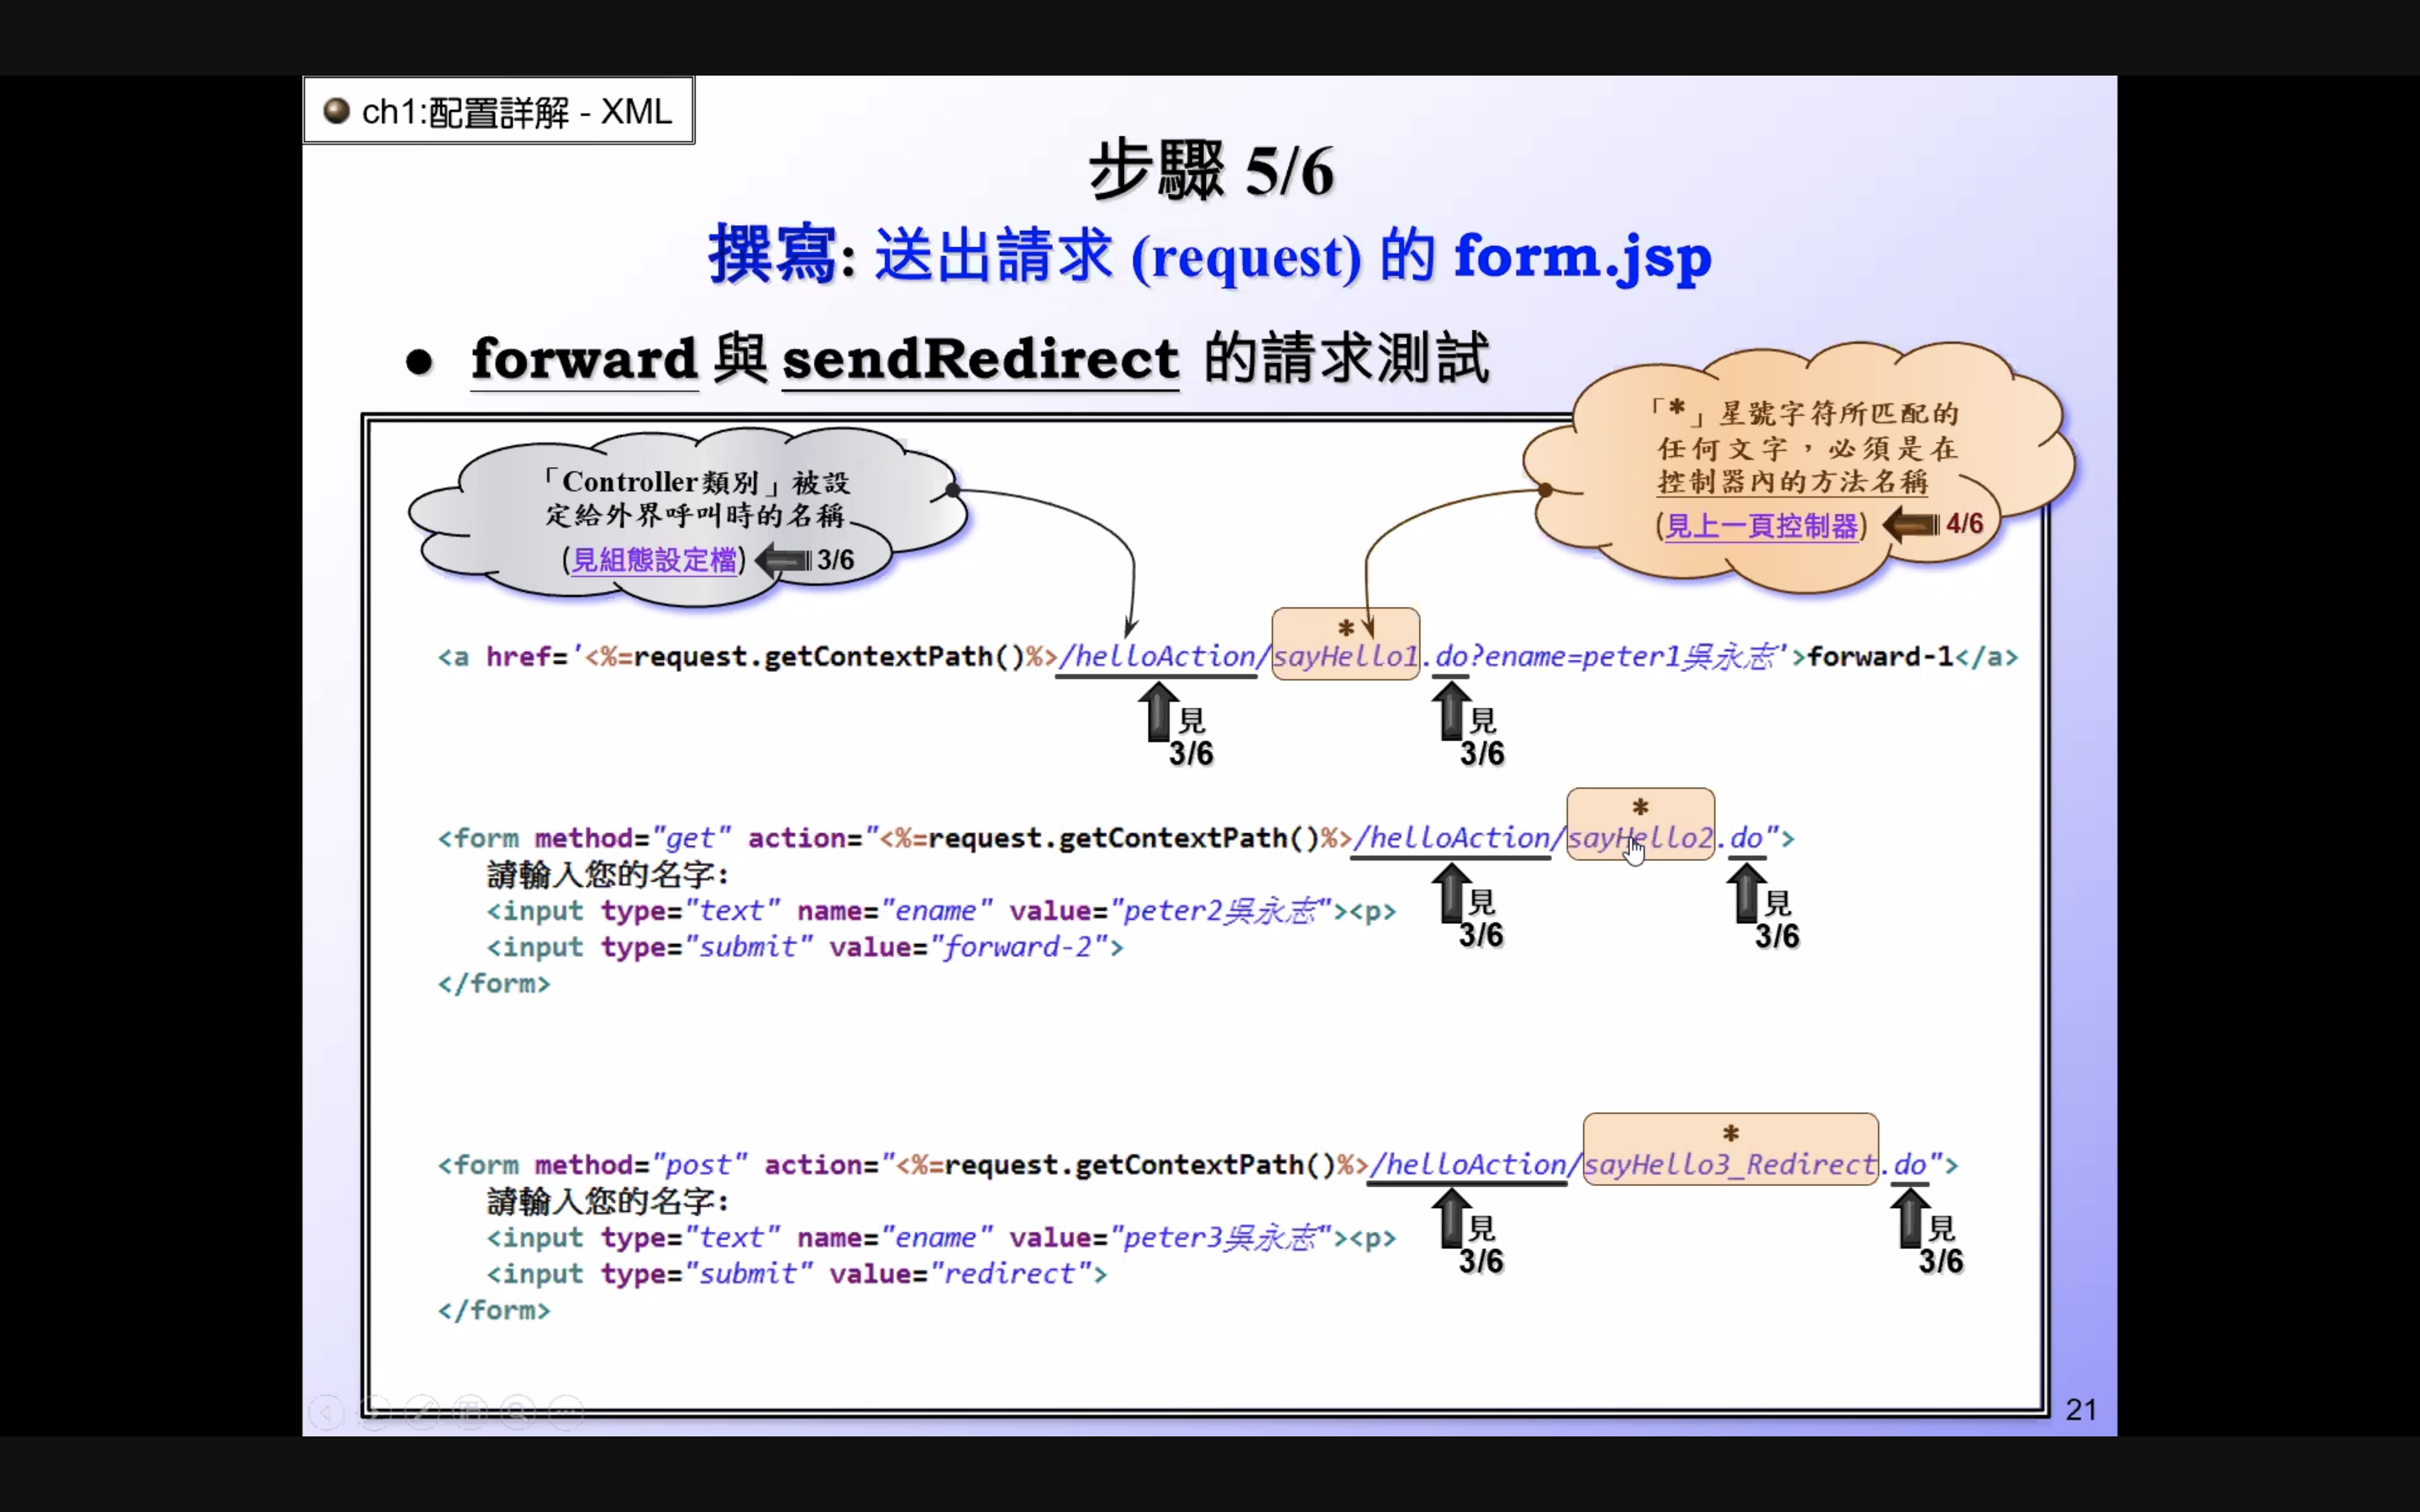 ch1:配置詳解 - XML
步驟 5/6
撰寫: 送出請求 (request) 的 form.jsp
● forward 與 sendRedirect 的請求測試
「Controller類別」被設
定給外界呼叫時的名稱
(見組態設定檔) 3/6
「*」星號字符所匹配的
任何文字，必須是在
控制器內的方法名稱
(見上一頁控制器) 4/6
*
<a href='<%=request.getContextPath()%>/helloAction/sayHello1.do?ename=peter1吳永志'>forward-1</a>
見 見
3/6 3/6
*
<form method="get" action="<%=request.getContextPath()%>/helloAction/sayHello2.do">
請輸入您的名字:
見 見
<input type="text" name="ename" value="peter2吳永志"><p>
3/6 3/6
<input type="submit" value="forward-2">
</form>
*
<form method="post" action="<%=request.getContextPath()%>/helloAction/sayHello3_Redirect.do">
請輸入您的名字:
見 見
<input type="text" name="ename" value="peter3吳永志"><p>
3/6 3/6
<input type="submit" value="redirect">
</form>
21